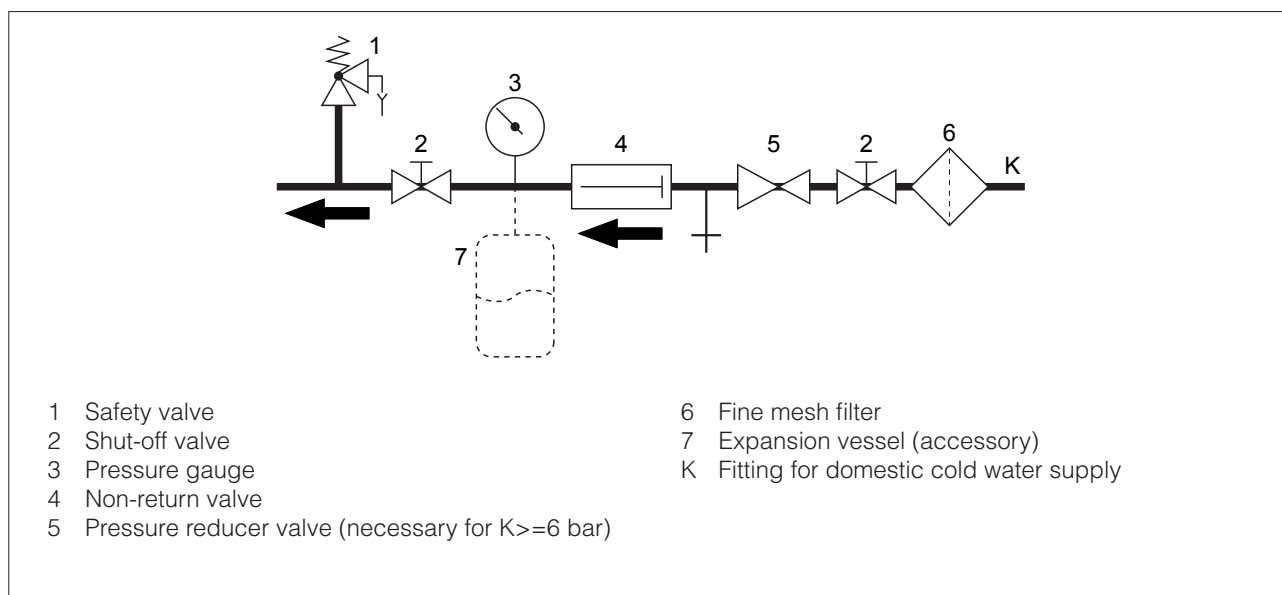 1
3
2
4
5
2
6
K
7
1 Safety valve
2 Shut-off valve
3 Pressure gauge
4 Non-return valve
5 Pressure reducer valve (necessary for K>=6 bar)
6 Fine mesh filter
7 Expansion vessel (accessory)
K Fitting for domestic cold water supply